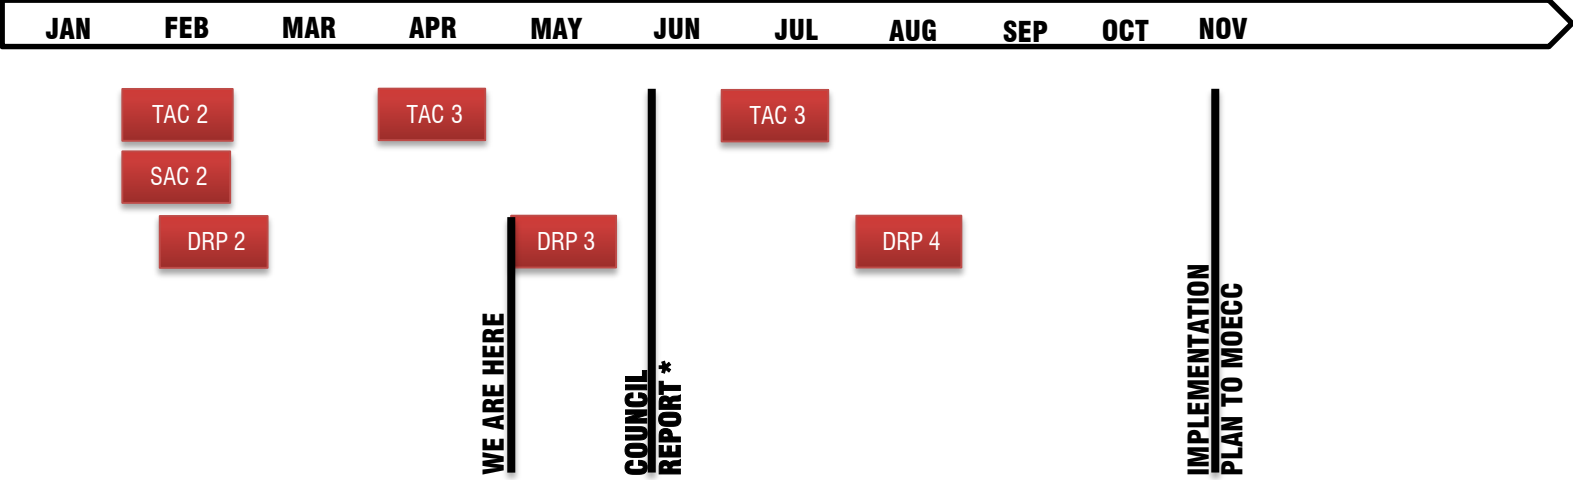 JAN FEB MAR APR MAY JUN JUL AUG SEP OCT NOV
TAC 2 TAC 3 TAC 3
SAC 2
DRP 2 DRP 3 DRP 4
WE ARE HERE
COUNCIL
REPORT *
IMPLEMENTATION
PLAN TO MOECC